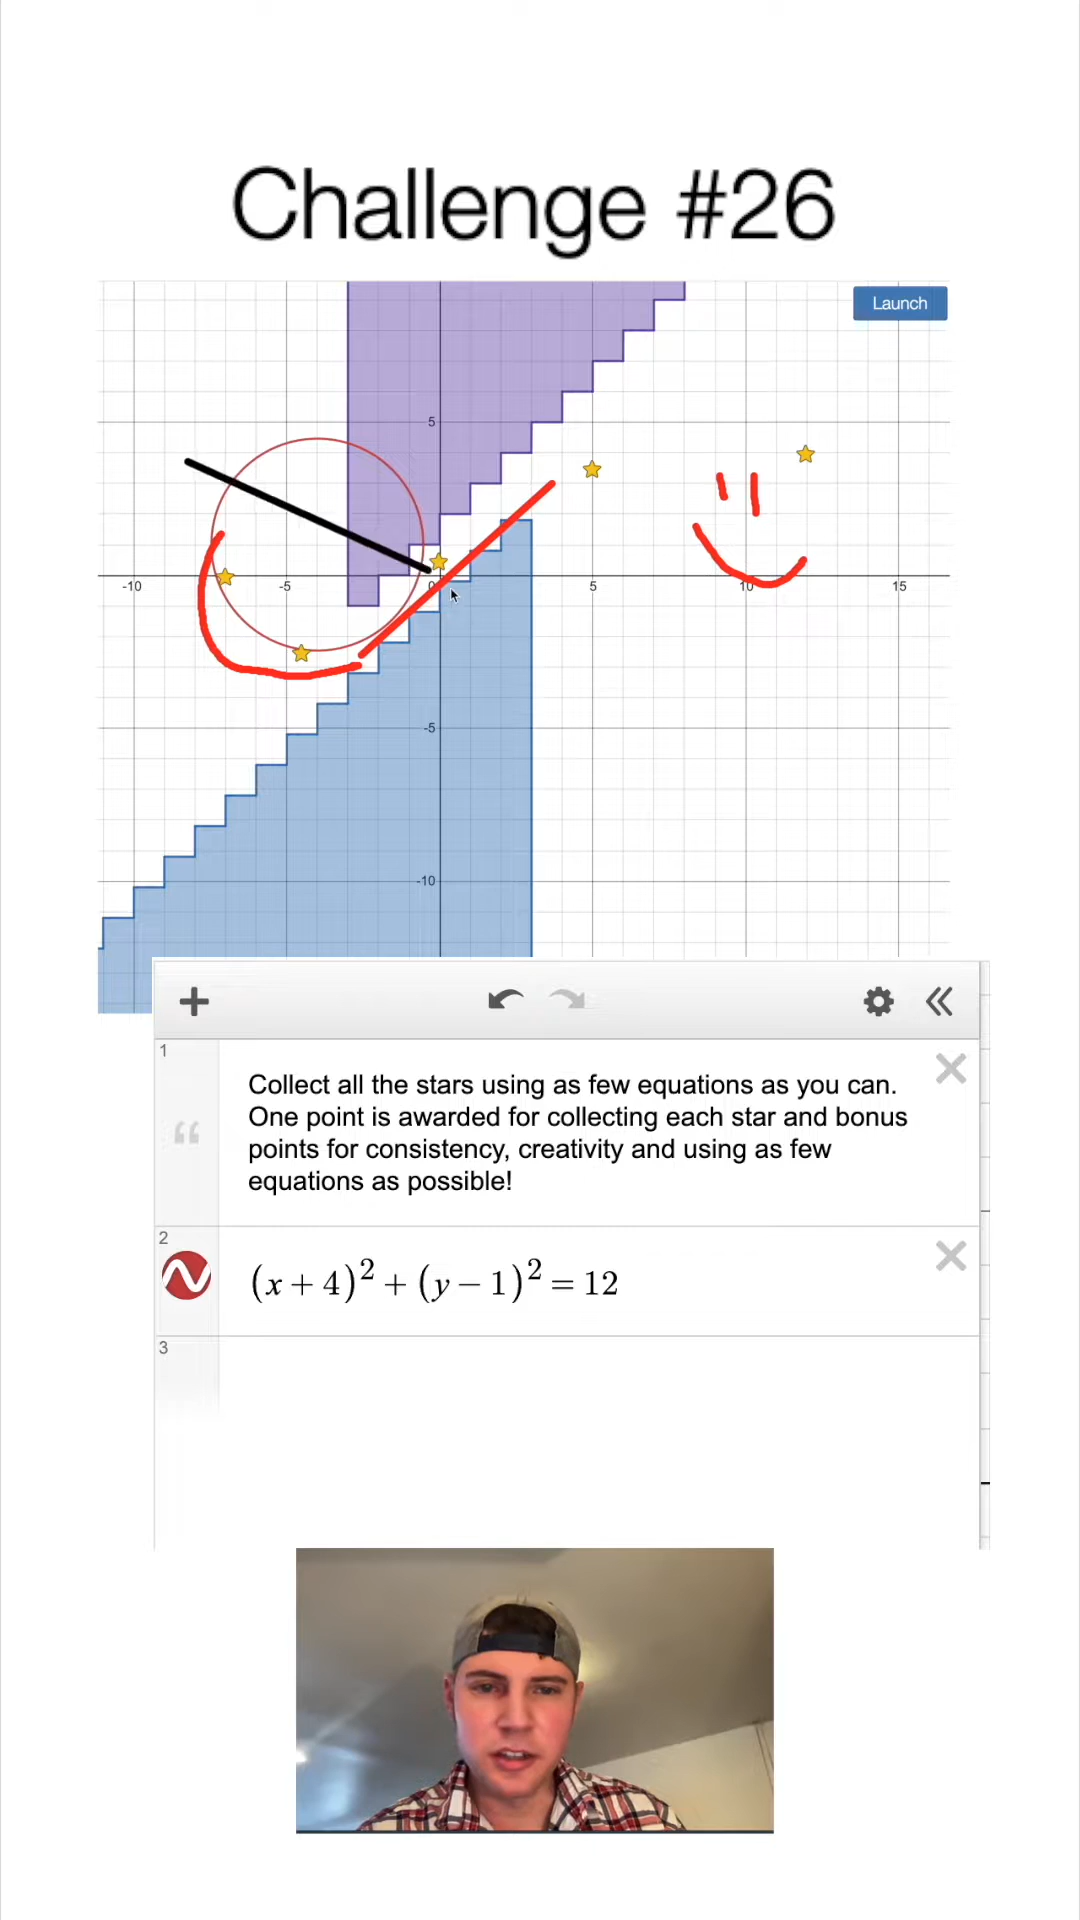 Challenge #26
Launch
5
-10
-5
0
5
10
15
-5
-10
1
Collect all the stars using as few equations as you can.
One point is awarded for collecting each star and bonus
points for consistency, creativity and using as few
equations as possible!
2
(x + 4)² + (y − 1)² = 12
3